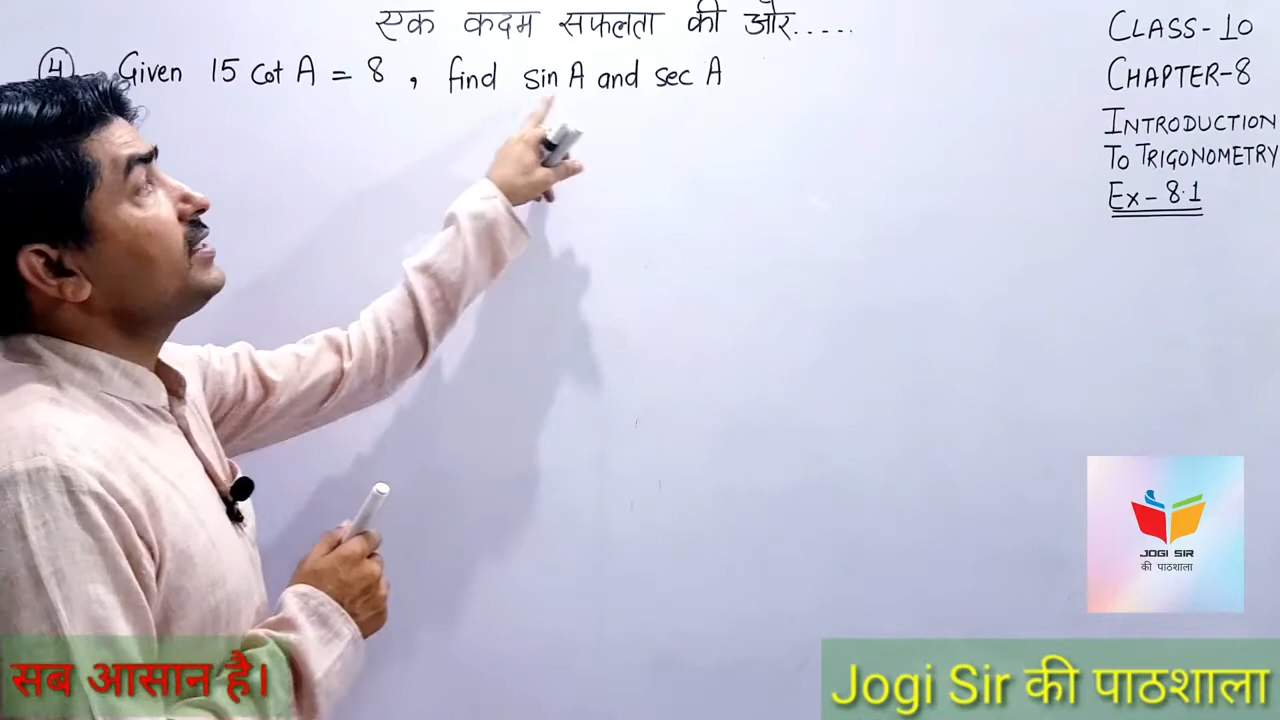 एक कदम सफलता की ओर.....
④ Given 15 cot A = 8 , find sin A and sec A
CLASS-10
CHAPTER-8
INTRODUCTION
TO TRIGONOMETRY
Ex-8.1
JOGI SIR
की पाठशाला
सब आसान है।
Jogi Sir की पाठशाला